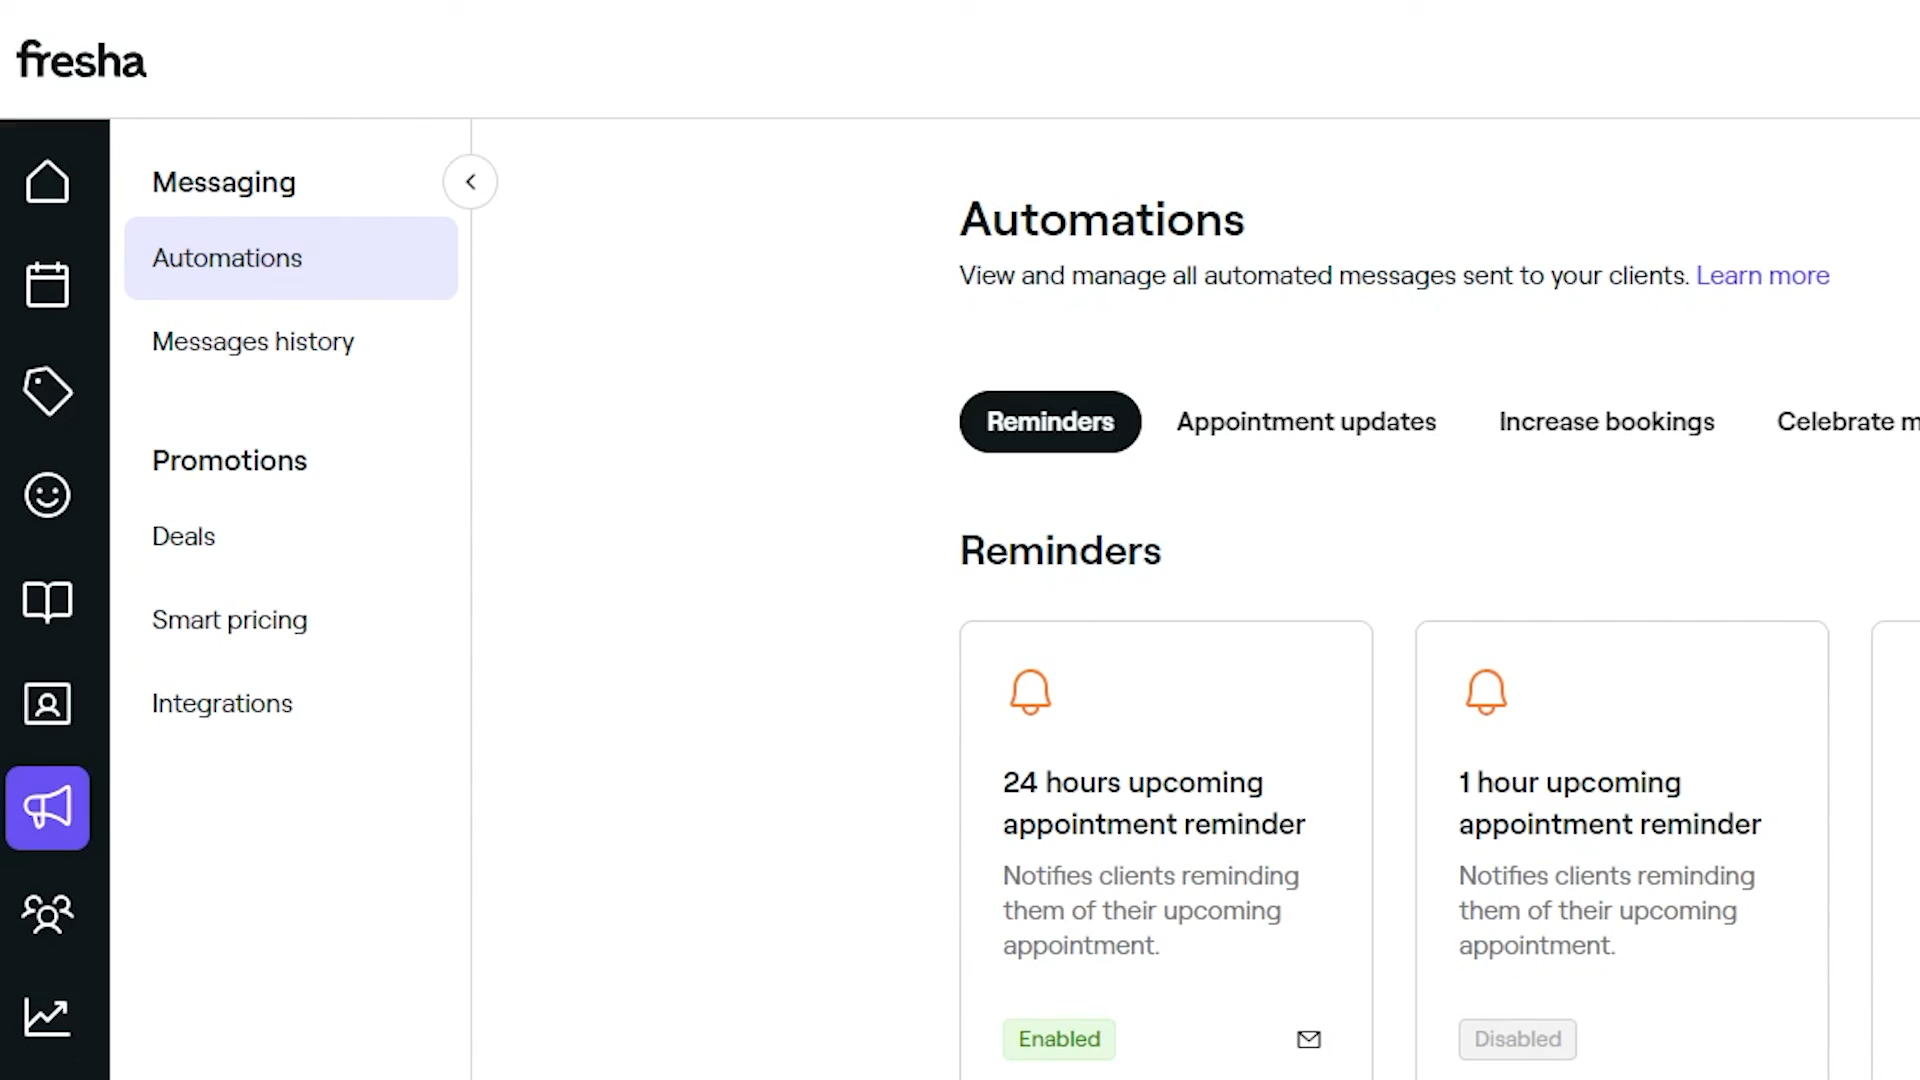 fresha
Messaging
Automations
Messages history
Promotions
Deals
Smart pricing
Integrations
Automations
View and manage all automated messages sent to your clients. Learn more
Reminders Appointment updates Increase bookings Celebrate m
Reminders
24 hours upcoming
appointment reminder
Notifies clients reminding
them of their upcoming
appointment.
Enabled
1 hour upcoming
appointment reminder
Notifies clients reminding
them of their upcoming
appointment.
Disabled